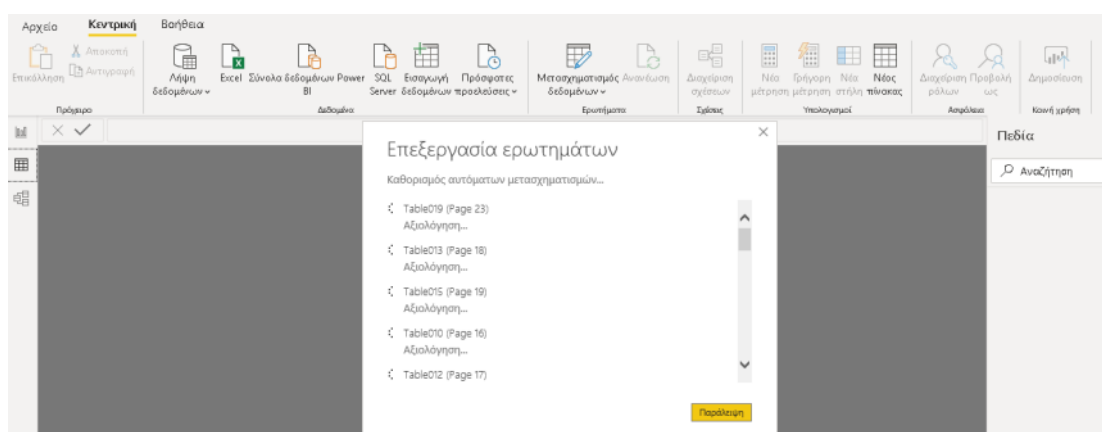 Αρχείο Κεντρική Βοήθεια
Επικόλληση Αποκοπή Αντιγραφή
Λήψη δεδομένων Excel Σύνολα δεδομένων Power BI SQL Server Εισαγωγή δεδομένων Πρόσφατες προελεύσεις
Μετασχηματισμός δεδομένων Ανανέωση
Διαχείριση σχέσεων
Νέα μέτρηση Γρήγορη μέτρηση Νέα στήλη Νέος πίνακας
Διαχείριση ρόλων Προβολή ως
Δημοσίευση
Πρόχειρο Δεδομένα Ερωτήματα Σχέσεις Υπολογισμοί Ασφάλεια Κοινή χρήση
Πεδία
Αναζήτηση
Επεξεργασία ερωτημάτων
Καθορισμός αυτόματων μετασχηματισμών...
Table019 (Page 23)
Αξιολόγηση...
Table013 (Page 18)
Αξιολόγηση...
Table015 (Page 19)
Αξιολόγηση...
Table010 (Page 16)
Αξιολόγηση...
Table012 (Page 17)
Παράλειψη